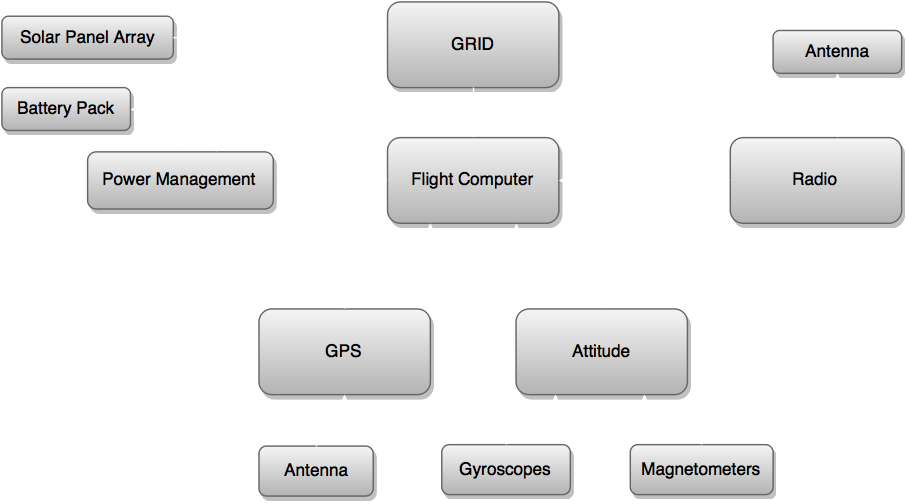 Solar Panel Array
GRID
Antenna
Battery Pack
Power Management
Flight Computer
Radio
GPS
Attitude
Antenna
Gyroscopes
Magnetometers